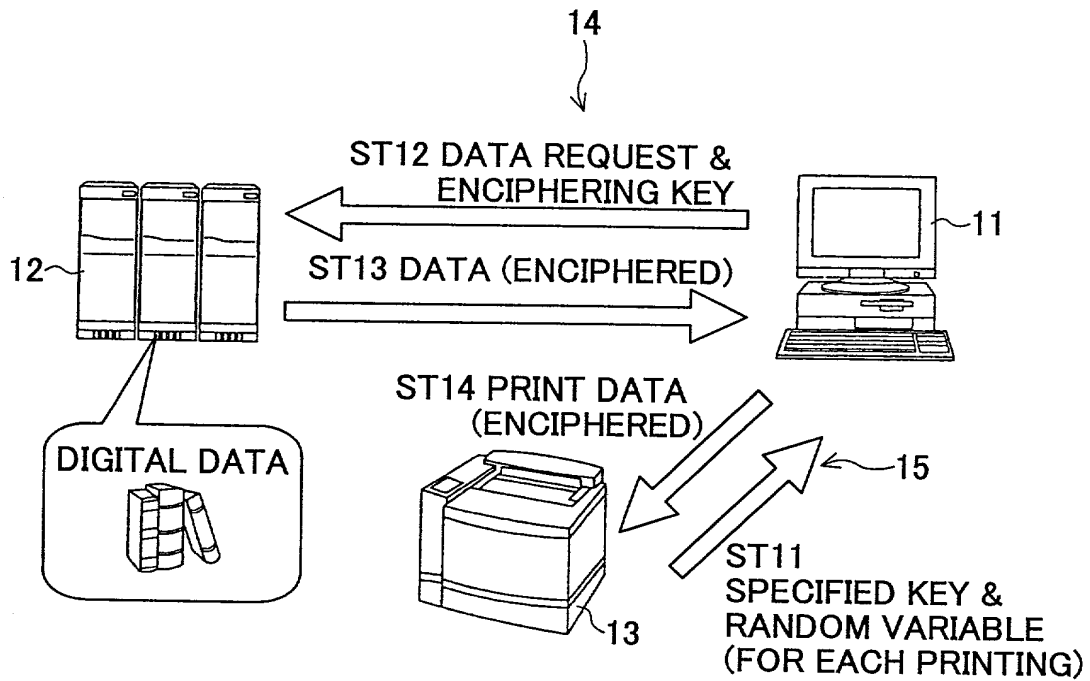 14
ST12 DATA REQUEST &
ENCIPHERING KEY
11
12
ST13 DATA (ENCIPHERED)
ST14 PRINT DATA
(ENCIPHERED)
DIGITAL DATA
15
13
ST11
SPECIFIED KEY &
RANDOM VARIABLE
(FOR EACH PRINTING)